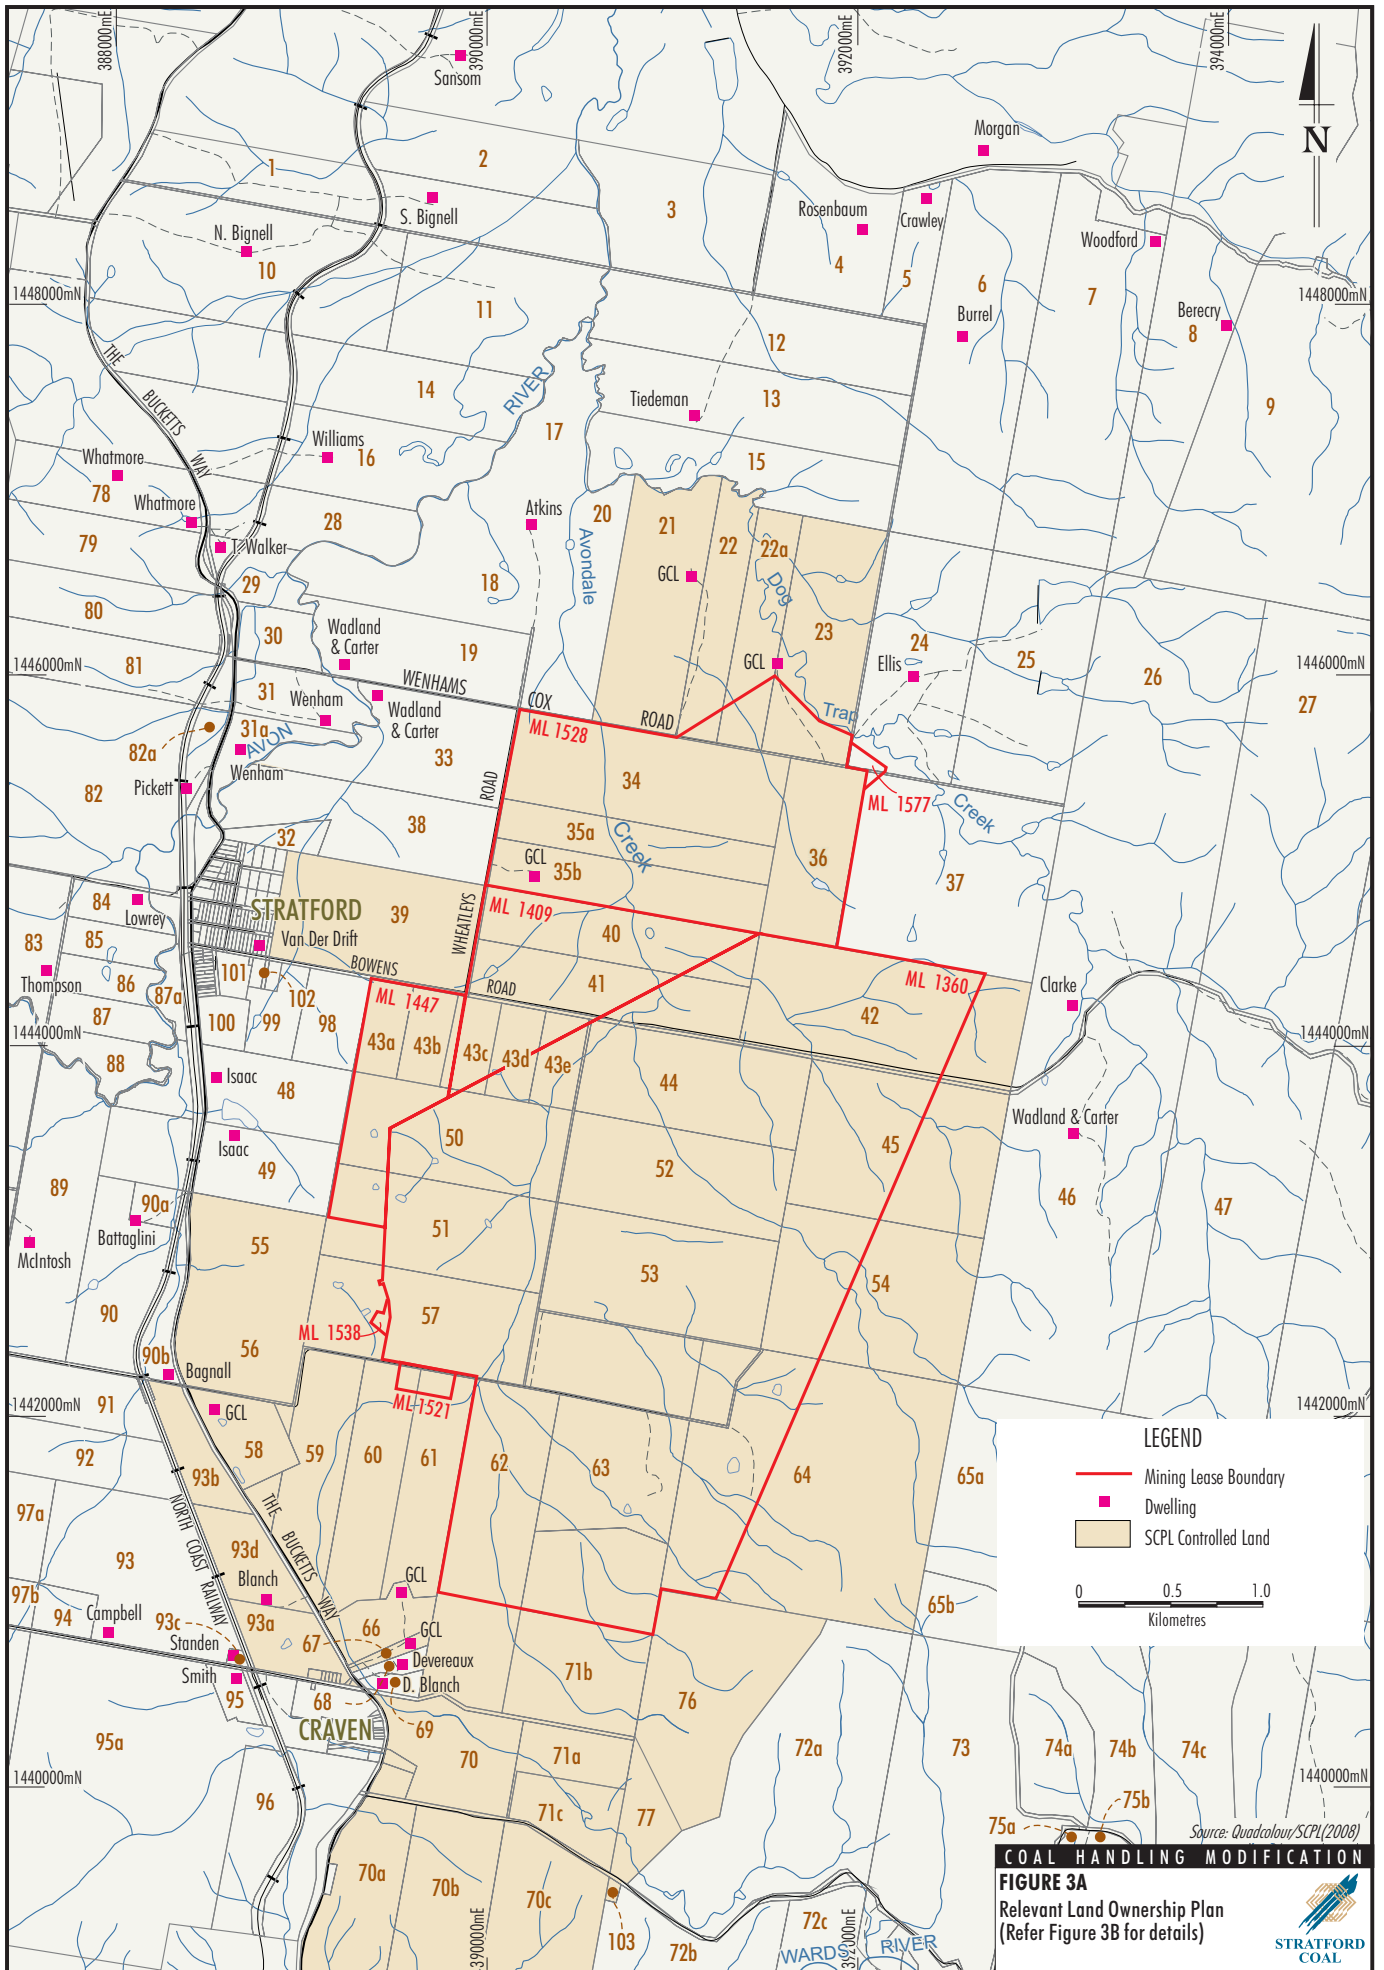 388000mE
390000mE
392000mE
394000mE
Sansom
Morgan
N
1
2
3
S. Bignell
Rosenbaum
Crawley
N. Bignell
10
4
5
6
7
Woodford
1448000mN
1448000mN
11
Burrel
Berecry
8
12
THE
BUCKETTS
WAY
14
RIVER
Tiedeman
13
9
17
Williams
16
Whatmore
78
15
Whatmore
28
Atkins
20
21
22
22a
79
T. Walker
Avondale
GCL
Dog
29
18
80
30
Wadland
& Carter
19
23
24
25
26
27
81
GCL
Ellis
1446000mN
1446000mN
31
Wenham
WENHAMS
COX
ROAD
Wadland
& Carter
Trap
31a
AVON
82a
Wenham
33
ML 1528
82
Pickett
ROAD
34
ML 1577
Creek
32
38
35a
Creek
GCL
35b
36
37
84
Lowrey
STRATFORD
39
WHEATLEYS
ML 1409
40
83
85
Van Der Drift
BOWENS
ROAD
Thompson
86
87a
101
102
ML 1447
41
ML 1360
Clarke
87
100
99
98
42
1444000mN
1444000mN
43a
43b
43c
43d
43e
88
Isaac
48
44
50
Wadland & Carter
Isaac
49
45
52
89
90a
46
47
Battaglini
55
51
McIntosh
53
54
90
57
ML 1538
56
90b
Bagnall
91
GCL
ML 1521
1442000mN
1442000mN
58
59
60
61
62
63
64
65a
92
93b
LEGEND
Mining Lease Boundary
Dwelling
SCPL Controlled Land
0
0.5
1.0
Kilometres
97a
NORTH COAST RAILWAY
THE BUCKETTS WAY
93
93d
97b
Blanch
GCL
94
Campbell
93c
93a
66
65b
67
GCL
Standen
Devereaux
Smith
D. Blanch
71b
76
95
68
69
CRAVEN
95a
70
71a
72a
73
74a
74b
74c
1440000mN
1440000mN
96
71c
77
75a
75b
Source: Quadcolour/SCPL(2008)
COAL HANDLING MODIFICATION
70a
70b
70c
FIGURE 3A
Relevant Land Ownership Plan
(Refer Figure 3B for details)
STRATFORD
COAL
103
72b
72c
390000mE
392000mE
WARDS
RIVER